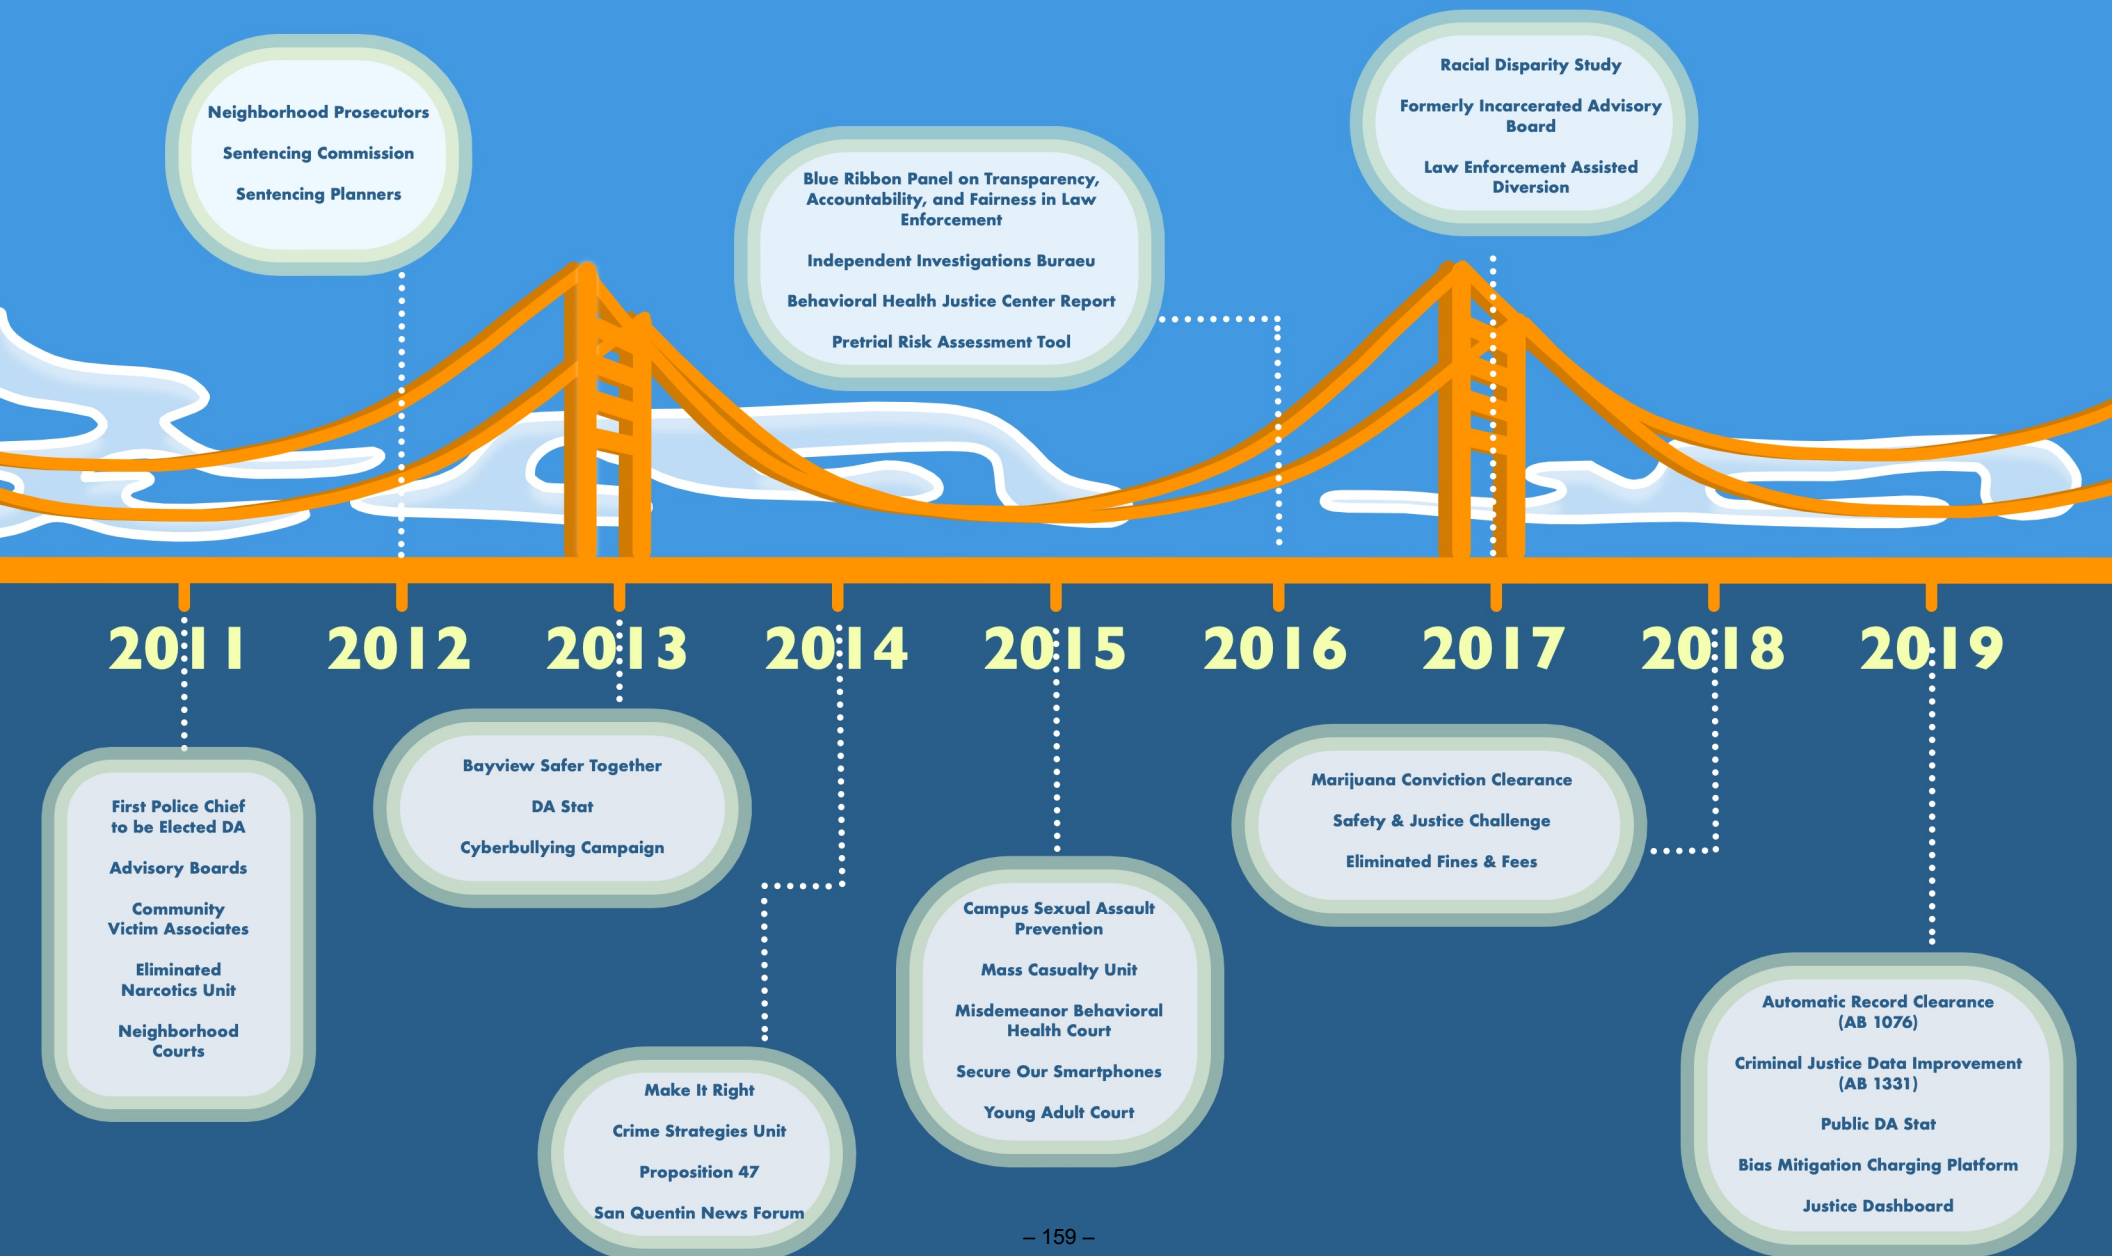 Neighborhood Prosecutors
Sentencing Commission
Sentencing Planners
Blue Ribbon Panel on Transparency,
Accountability, and Fairness in Law
Enforcement
Independent Investigations Buraeu
Behavioral Health Justice Center Report
Pretrial Risk Assessment Tool
Racial Disparity Study
Formerly Incarcerated Advisory
Board
Law Enforcement Assisted
Diversion
2011 2012 2013 2014 2015 2016 2017 2018 2019
First Police Chief
to be Elected DA
Advisory Boards
Community
Victim Associates
Eliminated
Narcotics Unit
Neighborhood
Courts
Bayview Safer Together
DA Stat
Cyberbullying Campaign
Make It Right
Crime Strategies Unit
Proposition 47
San Quentin News Forum
Campus Sexual Assault
Prevention
Mass Casualty Unit
Misdemeanor Behavioral
Health Court
Secure Our Smartphones
Young Adult Court
Marijuana Conviction Clearance
Safety & Justice Challenge
Eliminated Fines & Fees
Automatic Record Clearance
(AB 1076)
Criminal Justice Data Improvement
(AB 1331)
Public DA Stat
Bias Mitigation Charging Platform
Justice Dashboard
– 159 –